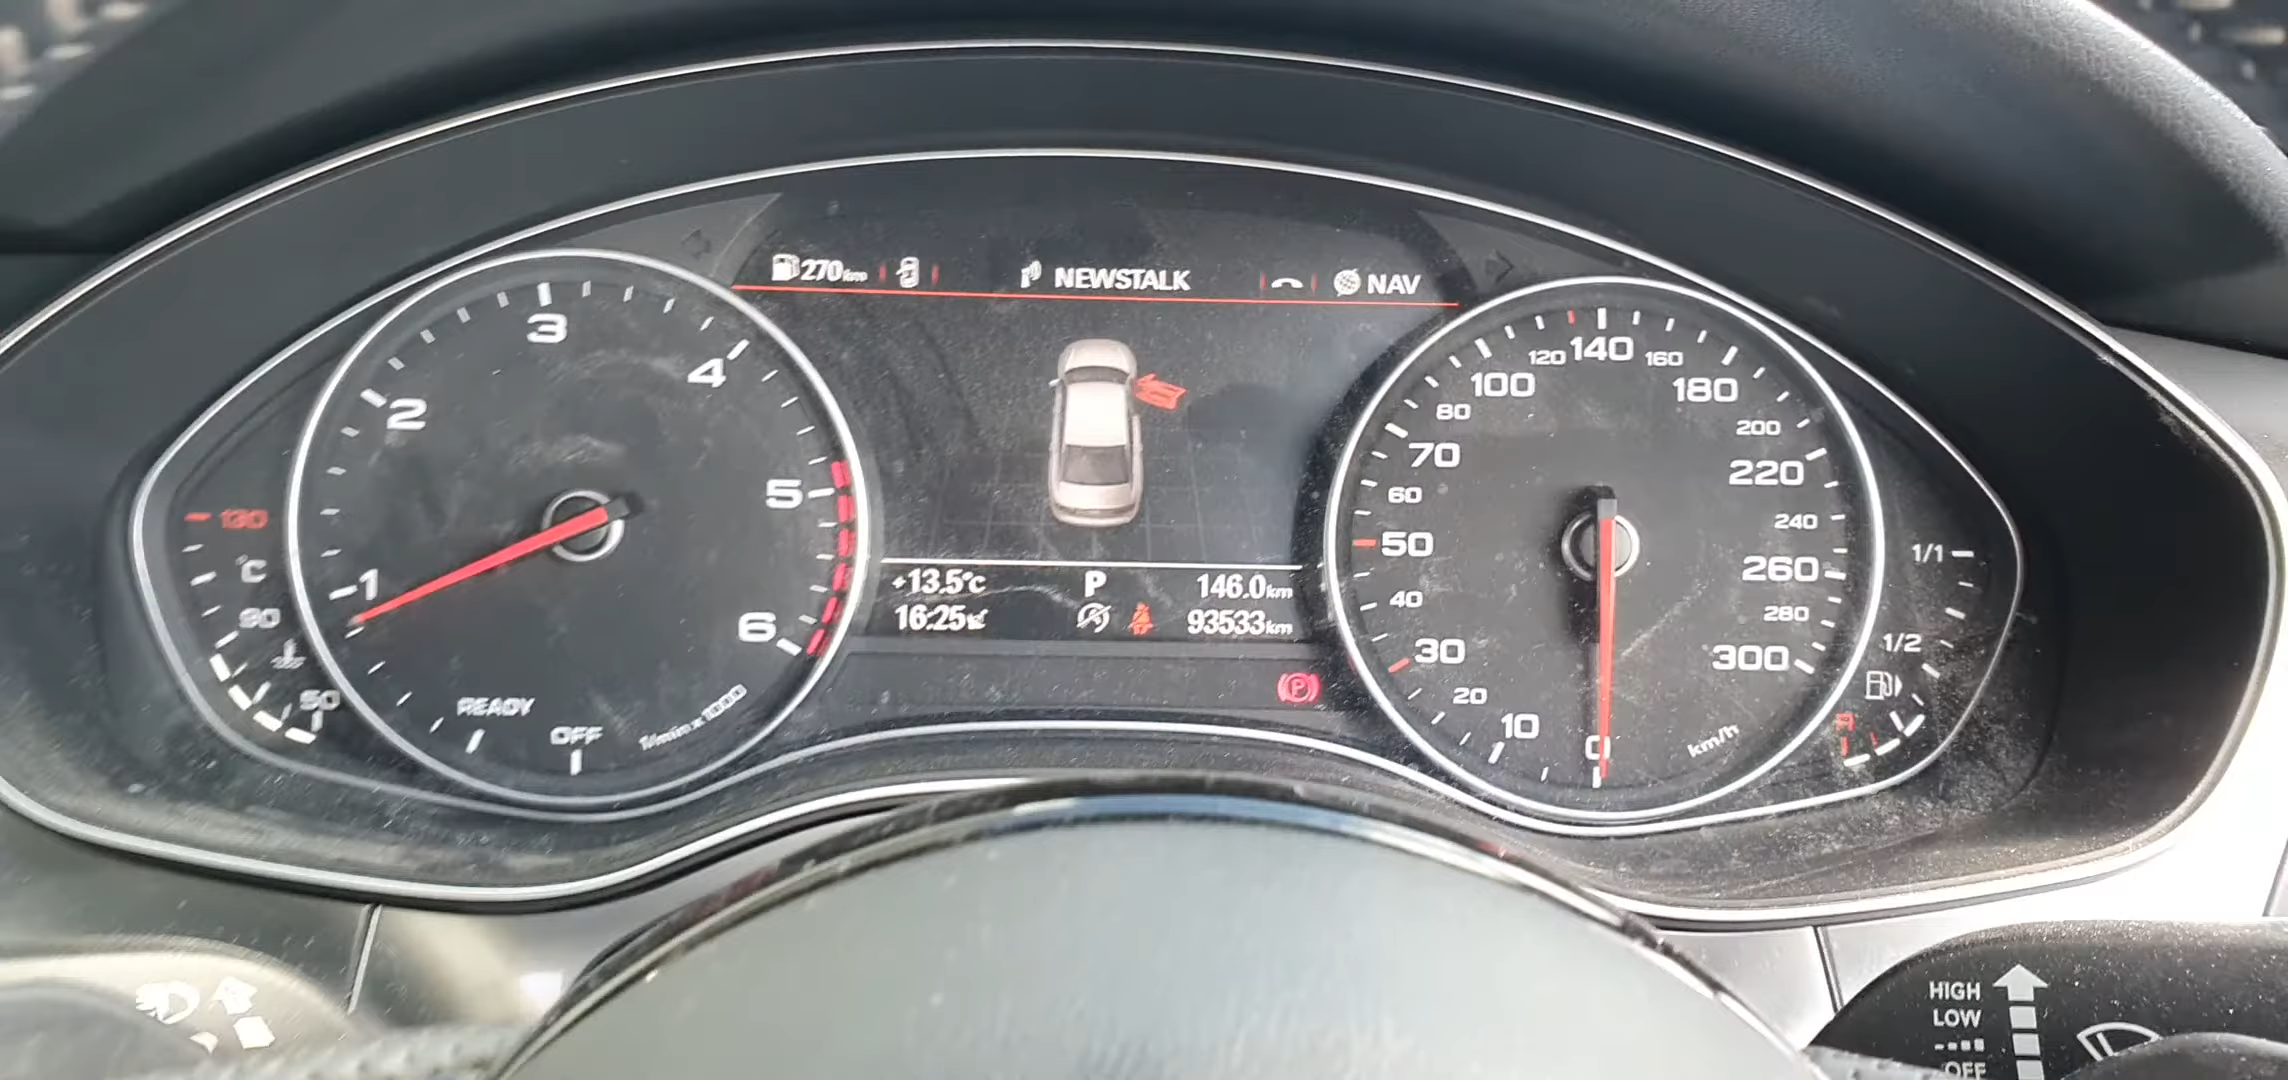 270km
NEWSTALK
NAV
+13.5°C
P
146.0km
16:25
93533km
1
2
3
4
5
6
READY
OFF
1/min x 1000
130
°C
90
50
0
10
20
30
40
50
60
70
80
100
120
140
160
180
200
220
240
260
280
300
km/h
1/1
1/2
R
P
HIGH
LOW
OFF